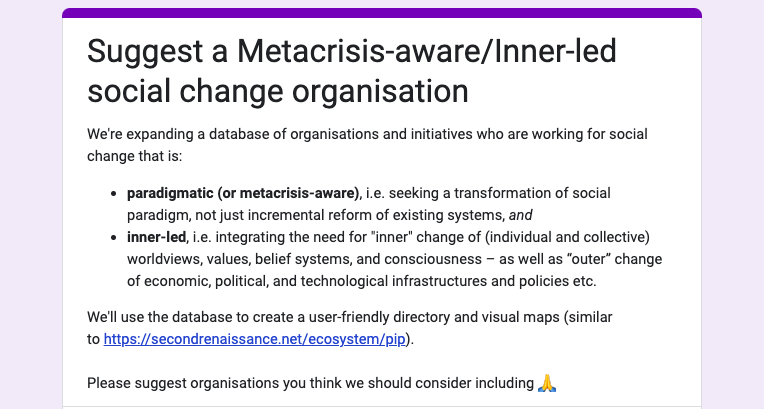 Suggest a Metacrisis-aware/Inner-led
social change organisation
We're expanding a database of organisations and initiatives who are working for social
change that is:
• paradigmatic (or metacrisis-aware), i.e. seeking a transformation of social
paradigm, not just incremental reform of existing systems, and
• inner-led, i.e. integrating the need for "inner" change of (individual and collective)
worldviews, values, belief systems, and consciousness – as well as “outer” change
of economic, political, and technological infrastructures and policies etc.
We'll use the database to create a user-friendly directory and visual maps (similar
to https://secondrenaissance.net/ecosystem/pip).
Please suggest organisations you think we should consider including 🙏